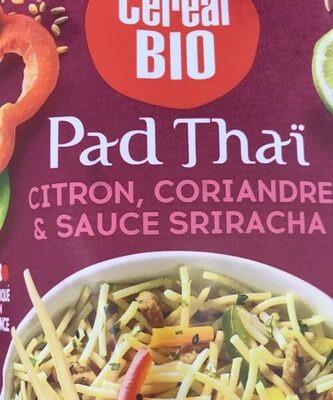 Céréal
BIO
Pad Thaï
CITRON, CORIANDRE
& SAUCE SRIRACHA